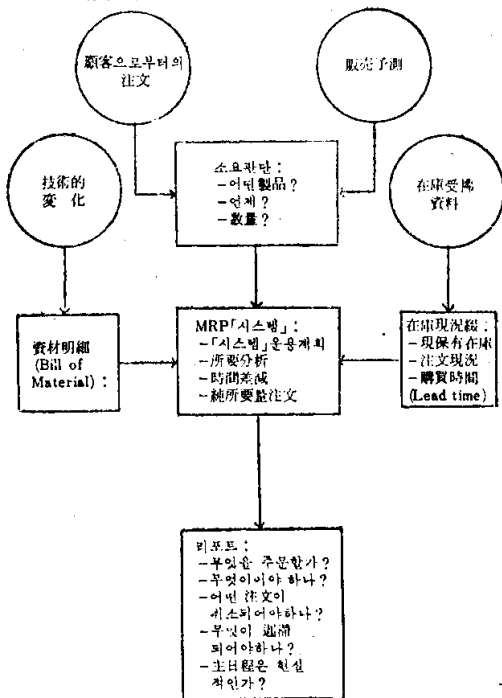 顧客으로부터의
注文
販売予測
소요판단 :
-어떤 製品?
-언제?
-數量?
技術的
変 化
在庫受拂
資料
資材明細
(Bill of
Material) :
MRP「시스템」:
-「시스템」운용계획
-所要分析
-時間差減
-純所要量注文
在庫現況綴 :
-現保有在庫
-注文現況
-購買時間
(Lead time)
리포트 :
-무엇을 주문할가?
-무엇이어야 하나?
-어떤 注文이
취소되어야하나?
-무엇이 遲滯
되어야하나?
-主日程은 현실
적인가?